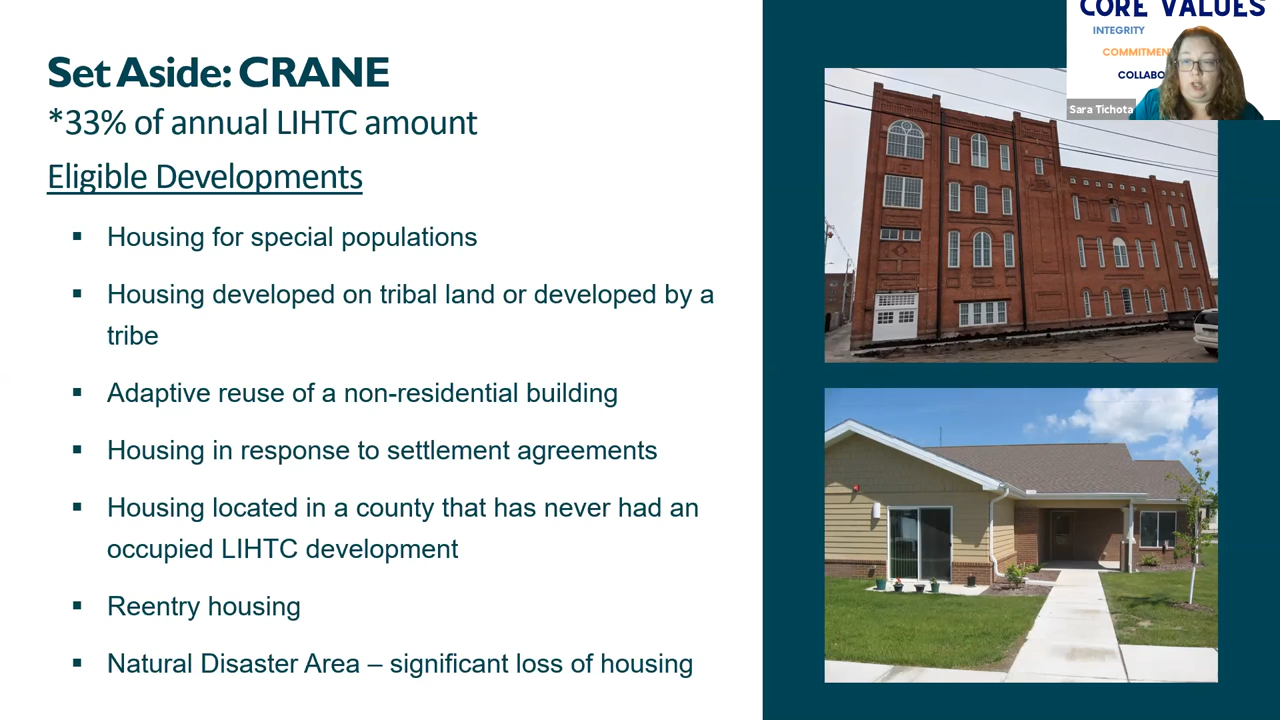 Set Aside: CRANE
*33% of annual LIHTC amount
Eligible Developments
▪ Housing for special populations
▪ Housing developed on tribal land or developed by a
tribe
▪ Adaptive reuse of a non-residential building
▪ Housing in response to settlement agreements
▪ Housing located in a county that has never had an
occupied LIHTC development
▪ Reentry housing
▪ Natural Disaster Area – significant loss of housing
CORE VALUES
INTEGRITY
COMMITMEN
COLLABO
Sara Tichota